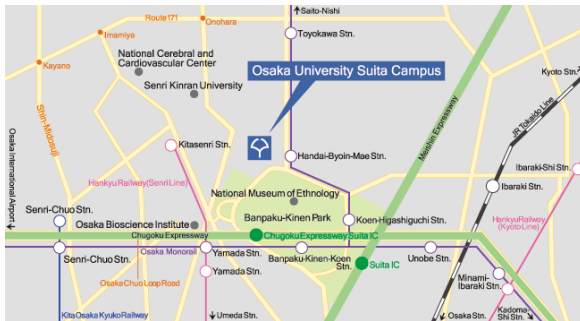 Saito-Nishi
Route171
Onohara
Imamiya
Toyokawa Stn.
National Cerebral and
Cardiovascular Center
Kayano
Osaka University Suita Campus
Kyoto Stn.
Senri Kinran University
Meishin Expressway
JR Tokaido Line
Shin-Midosuji
Kitasenri Stn.
Handai-Byoin-Mae Stn.
Ibaraki-Shi Stn.
Osaka International Airport
Hankyu Railway(Senri Line)
Ibaraki Stn.
National Museum of Ethnology
Senri-Chuo Stn.
Banpaku-Kinen Park
Koen-Higashiguchi Stn.
Hankyu Railway
(Kyoto Line)
Osaka Bioscience Institute
Chugoku Expressway
Chugoku Expressway Suita IC
Osaka Monorail
Senri-Chuo Stn.
Yamada Stn.
Banpaku-Kinen-Koen
Stn.
Unobe Stn.
Suita IC
Yamada Stn.
Minami-
Ibaraki Stn.
Osaka Chuo Loop Road
Kita Osaka Kyuko Railway
Umeda Stn.
Osaka Stn.
Kadoma-
Shi Stn.